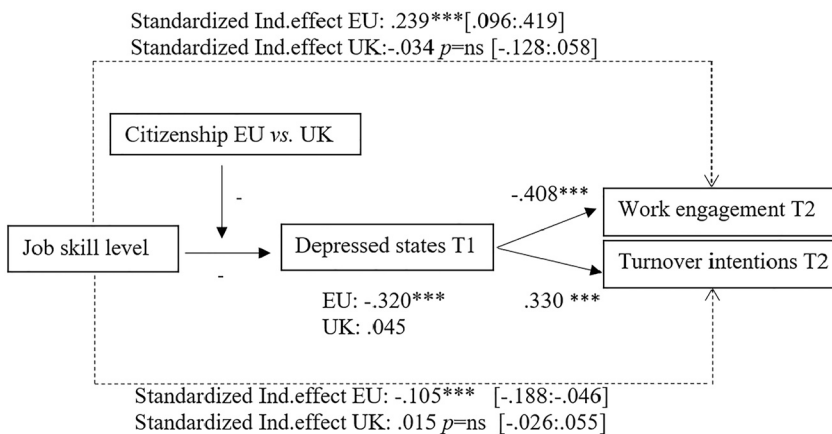 Standardized Ind.effect EU: .239***[.096:.419]
Standardized Ind.effect UK:-.034 p=ns [-.128:.058]
Citizenship EU vs. UK
-
-.408***
Work engagement T2
Job skill level
Depressed states T1
-
Turnover intentions T2
EU: -.320***
.330 ***
UK: .045
Standardized Ind.effect EU: -.105*** [-.188:-.046]
Standardized Ind.effect UK: .015 p=ns [-.026:.055]